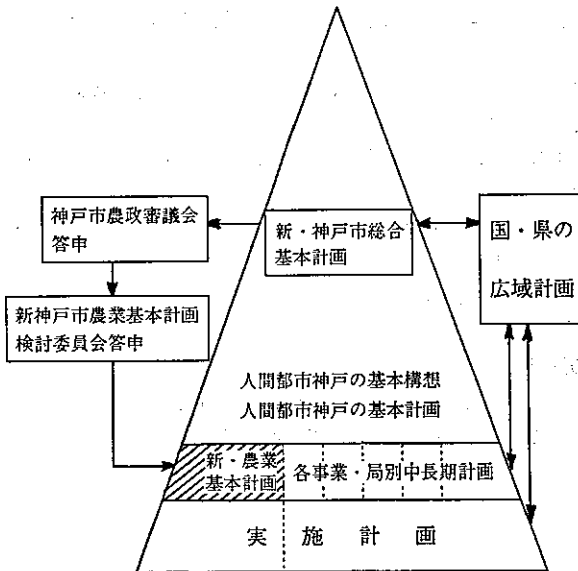 神戸市農政審議会
答申
新・神戸市総合
基本計画
国・県の
広域計画
新神戸市農業基本計画
検討委員会答申
人間都市神戸の基本構想
人間都市神戸の基本計画
新・農業
基本計画
各事業・局別中長期計画
実施計画